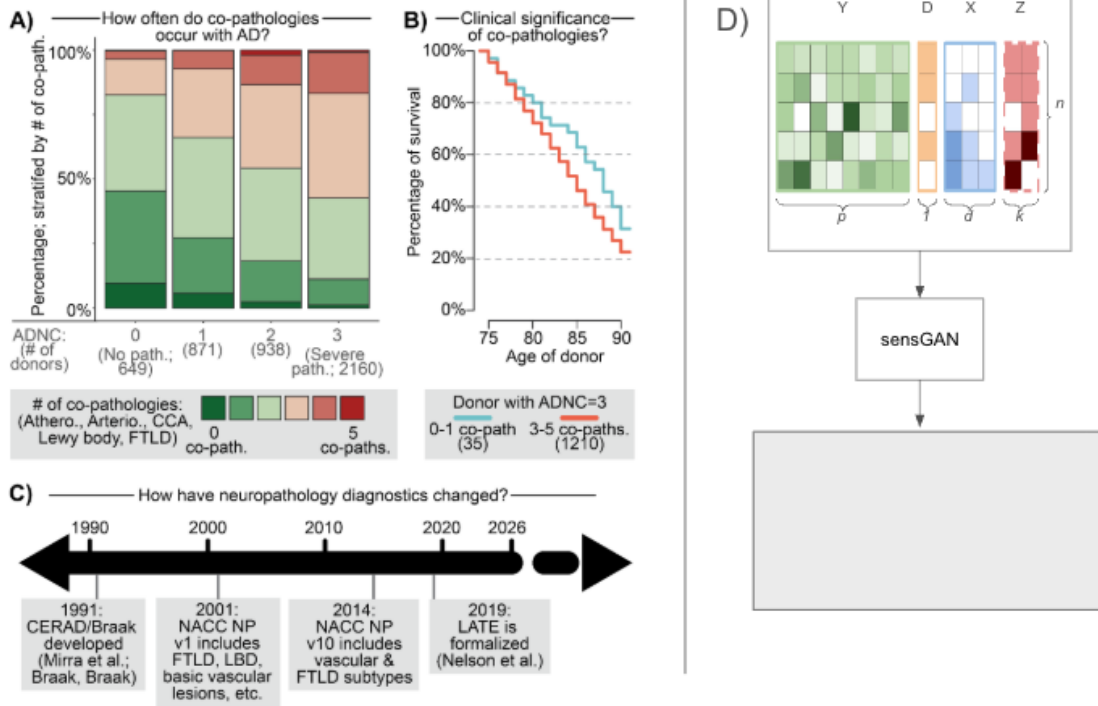 A)
How often do co-pathologies
occur with AD?
Percentage; stratifed by # of co-path.
100%
50%
0%
ADNC:
(# of
donors)
0
(No path.;
649)
1
(871)
2
(938)
3
(Severe
path.; 2160)
# of co-pathologies:
(Athero., Arterio., CCA,
Lewy body, FTLD)
0
co-path.
5
co-paths.
B)
Clinical significance
of co-pathologies?
Percentage of survival
100%
80%
60%
40%
20%
0%
75 80 85 90
Age of donor
Donor with ADNC=3
0-1 co-path
(35)
3-5 co-paths.
(1210)
C)
How have neuropathology diagnostics changed?
1990 2000 2010 2020 2026
1991:
CERAD/Braak
developed
(Mirra et al.;
Braak, Braak)
2001:
NACC NP
v1 includes
FTLD, LBD,
basic vascular
lesions, etc.
2014:
NACC NP
v10 includes
vascular &
FTLD subtypes
2019:
LATE is
formalized
(Nelson et al.)
D)
Y D X Z
n
p 1 d k
sensGAN